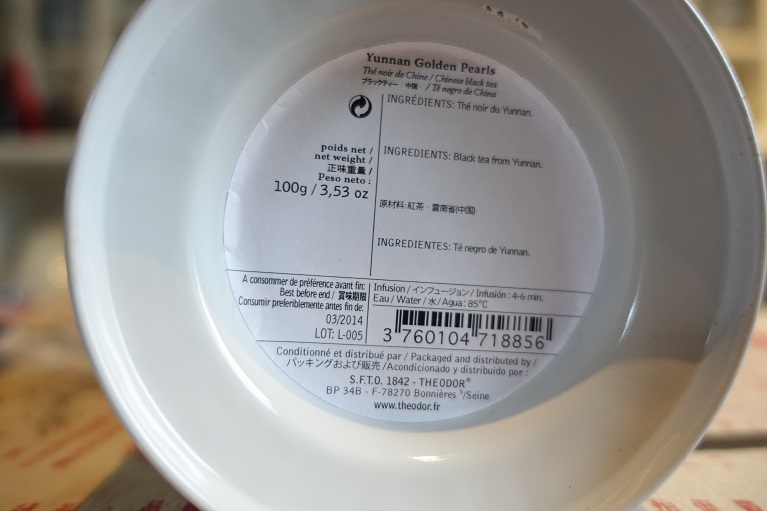 Yunnan Golden Pearls
Thé noir de Chine / Chinese black tea
ブラックティー・中国・/ Té negro de China
INGRÉDIENTS: Thé noir du Yunnan.
INGREDIENTS: Black tea from Yunnan.
poids net /
net weight /
正味重量 /
Peso neto :
100g / 3,53 oz
原材料: 紅茶・雲南省(中国)
INGREDIENTES: Té negro de Yunnan.
A consommer de préférence avant fin:
Best before end / 賞味期限
Consumir preferiblemente antes fin de:
03/2014
LOT: L-005
Infusion / インフュージョン / Infusión : 4-6 min.
Eau / Water / 水 / Agua : 85°C
3 760104 718856
Conditionné et distribué par / Packaged and distributed by /
パッキングおよび販売 / Acondicionado y distribuido por :
S.F.T.O. 1842 - THEODOR®
BP 34B - F-78270 Bonnières s/Seine
www.theodor.fr